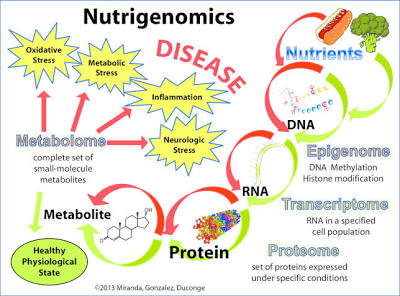 Nutrigenomics
Oxidative
Stress
Metabolic
Stress
DISEASE
Inflammation
Neurologic
Stress
Nutrients
DNA
Metabolome
complete set of
small-molecule
metabolites
Epigenome
DNA Methylation
Histone modification
RNA
Transcriptome
RNA in a specified
cell population
Metabolite
OH
O
Protein
Proteome
set of proteins expressed
under specific conditions
Healthy
Physiological
State
©2013 Miranda, Gonzalez, Duconge